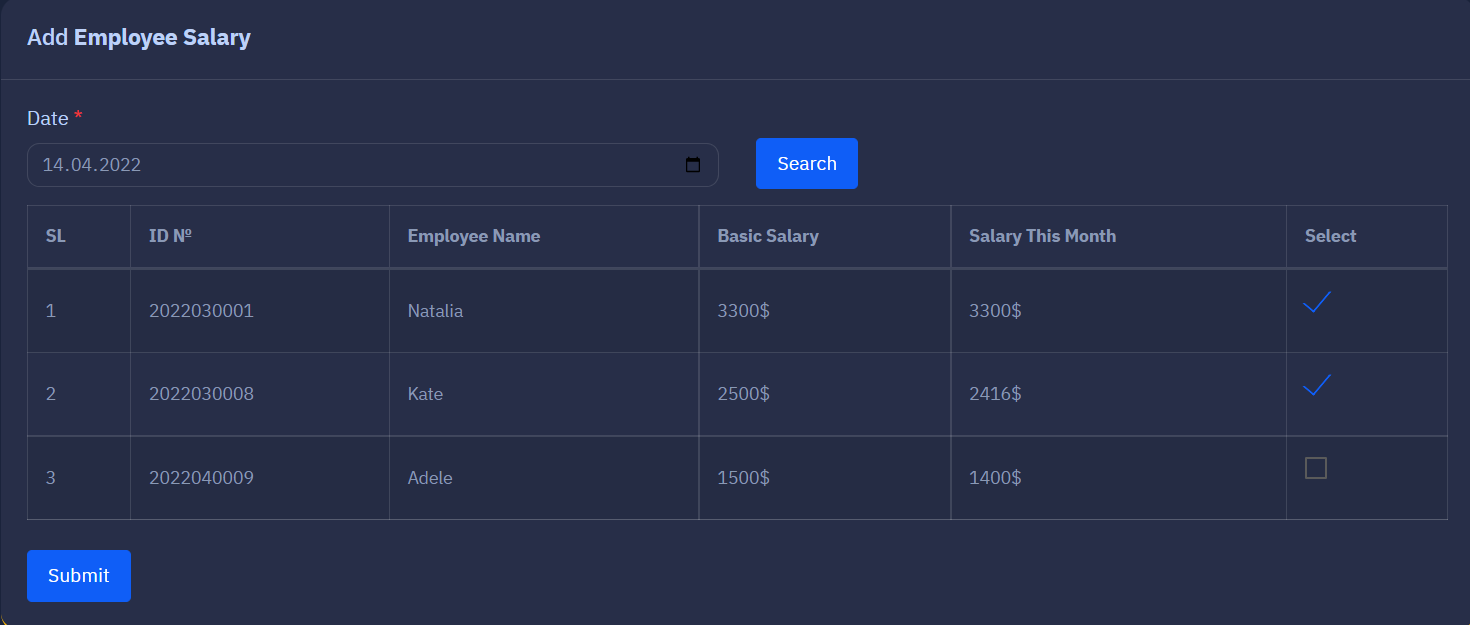 Add Employee Salary
Date *
14.04.2022
Search
SL ID № Employee Name Basic Salary Salary This Month Select
1 2022030001 Natalia 3300$ 3300$
2 2022030008 Kate 2500$ 2416$
3 2022040009 Adele 1500$ 1400$
Submit